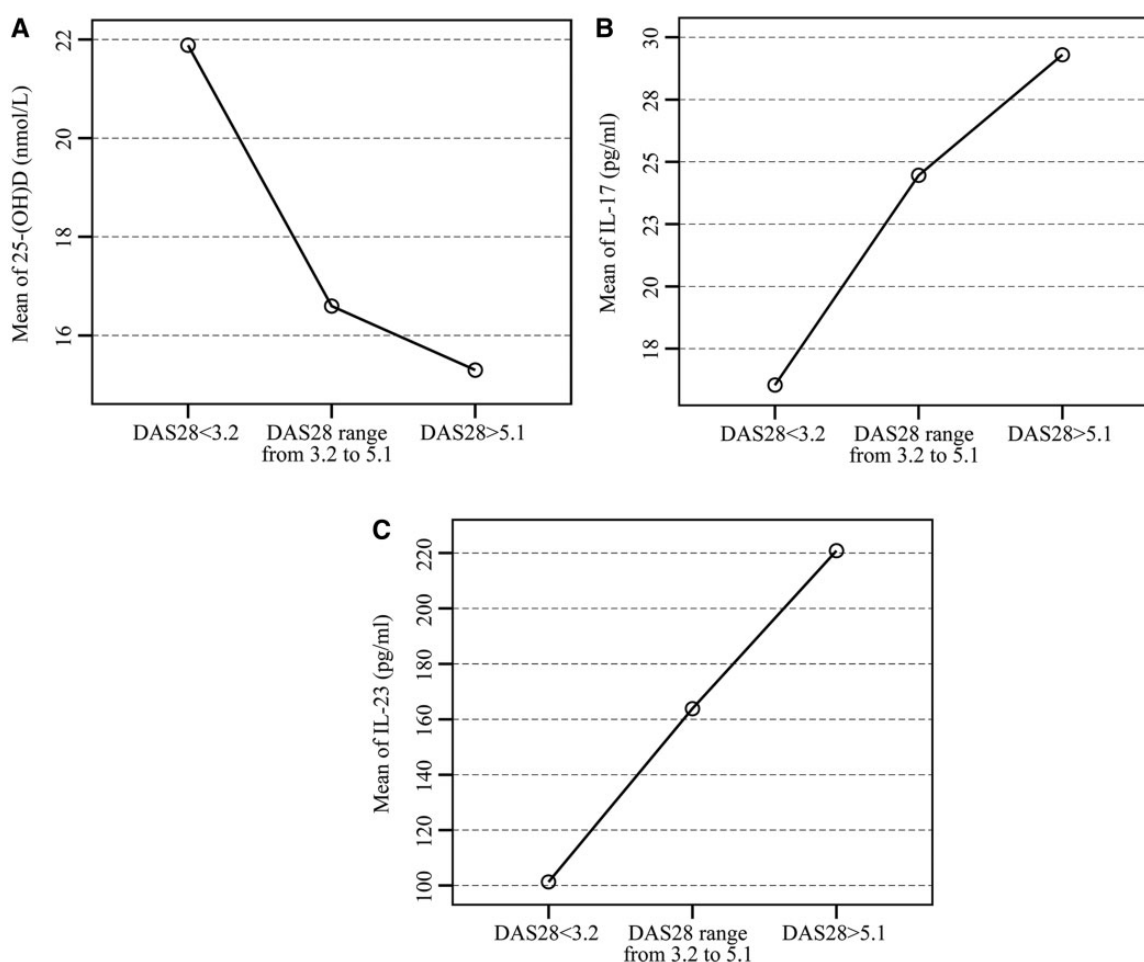 A
Mean of 25-(OH)D (nmol/L)
22
20
18
16
DAS28<3.2
DAS28 range
from 3.2 to 5.1
DAS28>5.1
B
Mean of IL-17 (pg/ml)
30
28
25
23
20
18
DAS28<3.2
DAS28 range
from 3.2 to 5.1
DAS28>5.1
C
Mean of IL-23 (pg/ml)
220
200
180
160
140
120
100
DAS28<3.2
DAS28 range
from 3.2 to 5.1
DAS28>5.1